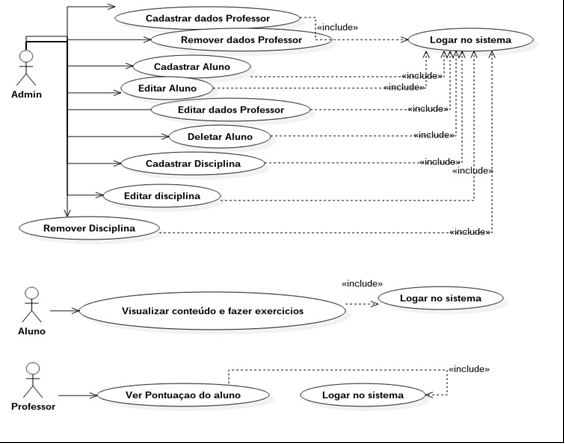 Cadastrar dados Professor
«include»
Remover dados Professor
Logar no sistema
Cadastrar Aluno
«include»
Admin
Editar Aluno
«include»
Editar dados Professor
«include»
Deletar Aluno
«include»
Cadastrar Disciplina
«include»
«include»
Editar disciplina
Remover Disciplina
«include»
«include»
Logar no sistema
Visualizar conteúdo e fazer exercicios
Aluno
«include»
Ver Pontuaçao do aluno
Logar no sistema
Professor